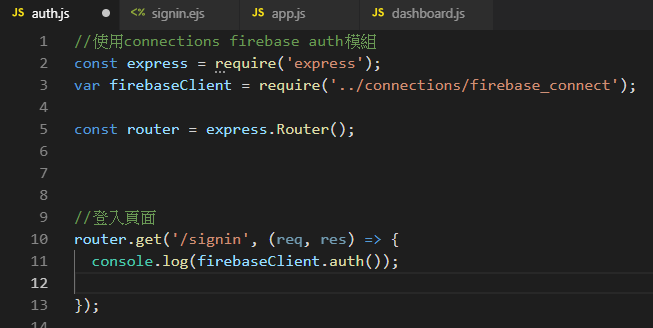 JS auth.js ● <% signin.ejs JS app.js JS dashboard.js
1 //使用connections firebase auth模組
2 const express = require('express');
3 var firebaseClient = require('../connections/firebase_connect');
4
5 const router = express.Router();
6
7
8
9 //登入頁面
10 router.get('/signin', (req, res) => {
11 console.log(firebaseClient.auth());
12
13 });